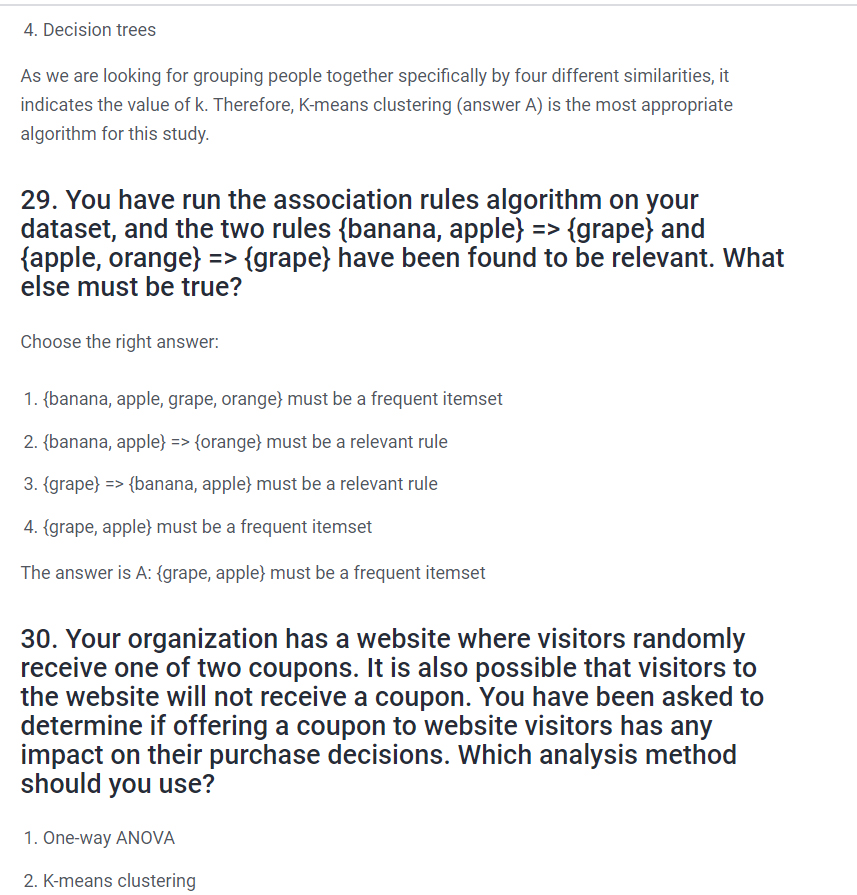 4. Decision trees
As we are looking for grouping people together specifically by four different similarities, it
indicates the value of k. Therefore, K-means clustering (answer A) is the most appropriate
algorithm for this study.
29. You have run the association rules algorithm on your
dataset, and the two rules {banana, apple} => {grape} and
{apple, orange} => {grape} have been found to be relevant. What
else must be true?
Choose the right answer:
1. {banana, apple, grape, orange} must be a frequent itemset
2. {banana, apple} => {orange} must be a relevant rule
3. {grape} => {banana, apple} must be a relevant rule
4. {grape, apple} must be a frequent itemset
The answer is A: {grape, apple} must be a frequent itemset
30. Your organization has a website where visitors randomly
receive one of two coupons. It is also possible that visitors to
the website will not receive a coupon. You have been asked to
determine if offering a coupon to website visitors has any
impact on their purchase decisions. Which analysis method
should you use?
1. One-way ANOVA
2. K-means clustering